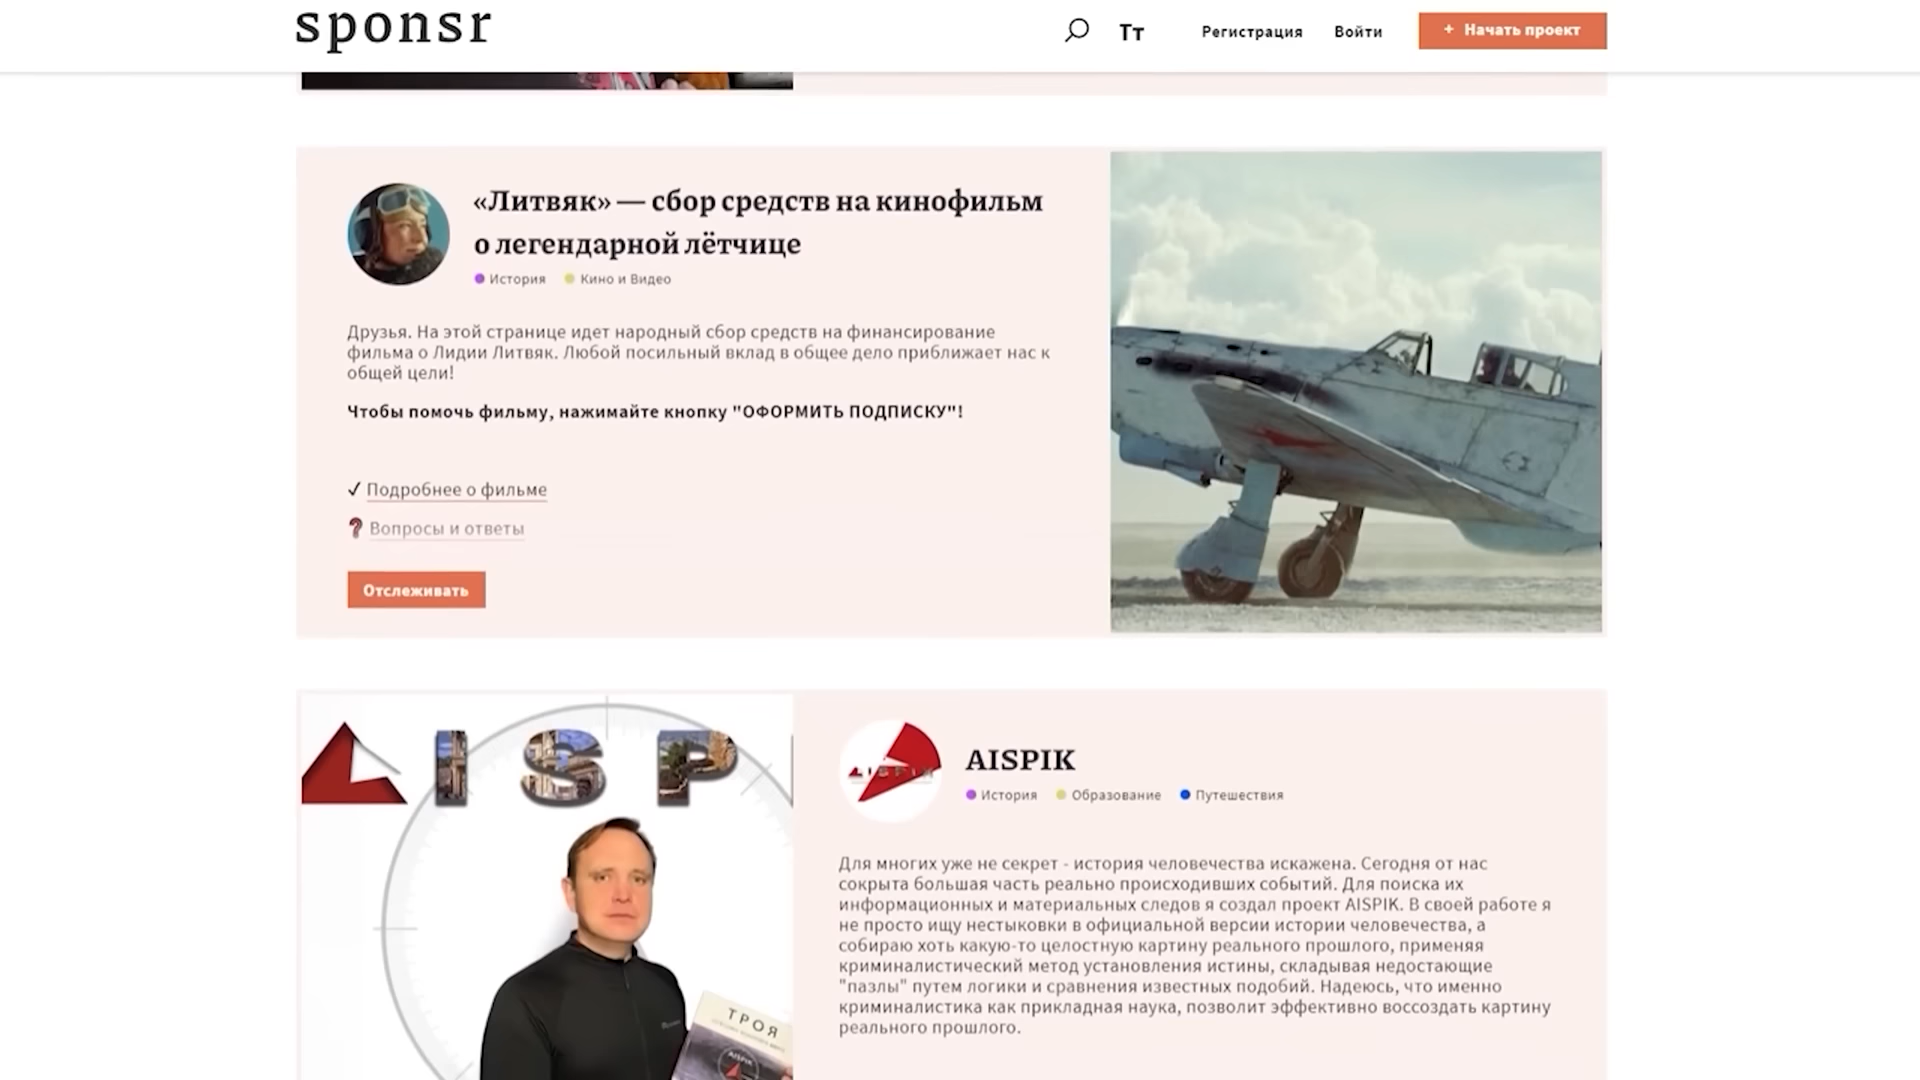 sponsr
Тт
Регистрация
Войти
+ Начать проект
«Литвяк» — сбор средств на кинофильм
о легендарной лётчице
История
Кино и Видео
Друзья. На этой странице идет народный сбор средств на финансирование
фильма о Лидии Литвяк. Любой посильный вклад в общее дело приближает нас к
общей цели!
Чтобы помочь фильму, нажимайте кнопку "ОФОРМИТЬ ПОДПИСКУ"!
✓ Подробнее о фильме
❓ Вопросы и ответы
Отслеживать
AISP
AISPIK
AISPIK
История
Образование
Путешествия
Для многих уже не секрет - история человечества искажена. Сегодня от нас
сокрыта большая часть реально происходивших событий. Для поиска их
информационных и материальных следов я создал проект AISPIK. В своей работе я
не просто ищу нестыковки в официальной версии истории человечества, а
собираю хоть какую-то целостную картину реального прошлого, применяя
криминалистический метод установления истины, складывая недостающие
"пазлы" путем логики и сравнения известных подобий. Надеюсь, что именно
криминалистика как прикладная наука, позволит эффективно воссоздать картину
реального прошлого.
ТРОЯ
AISPIK